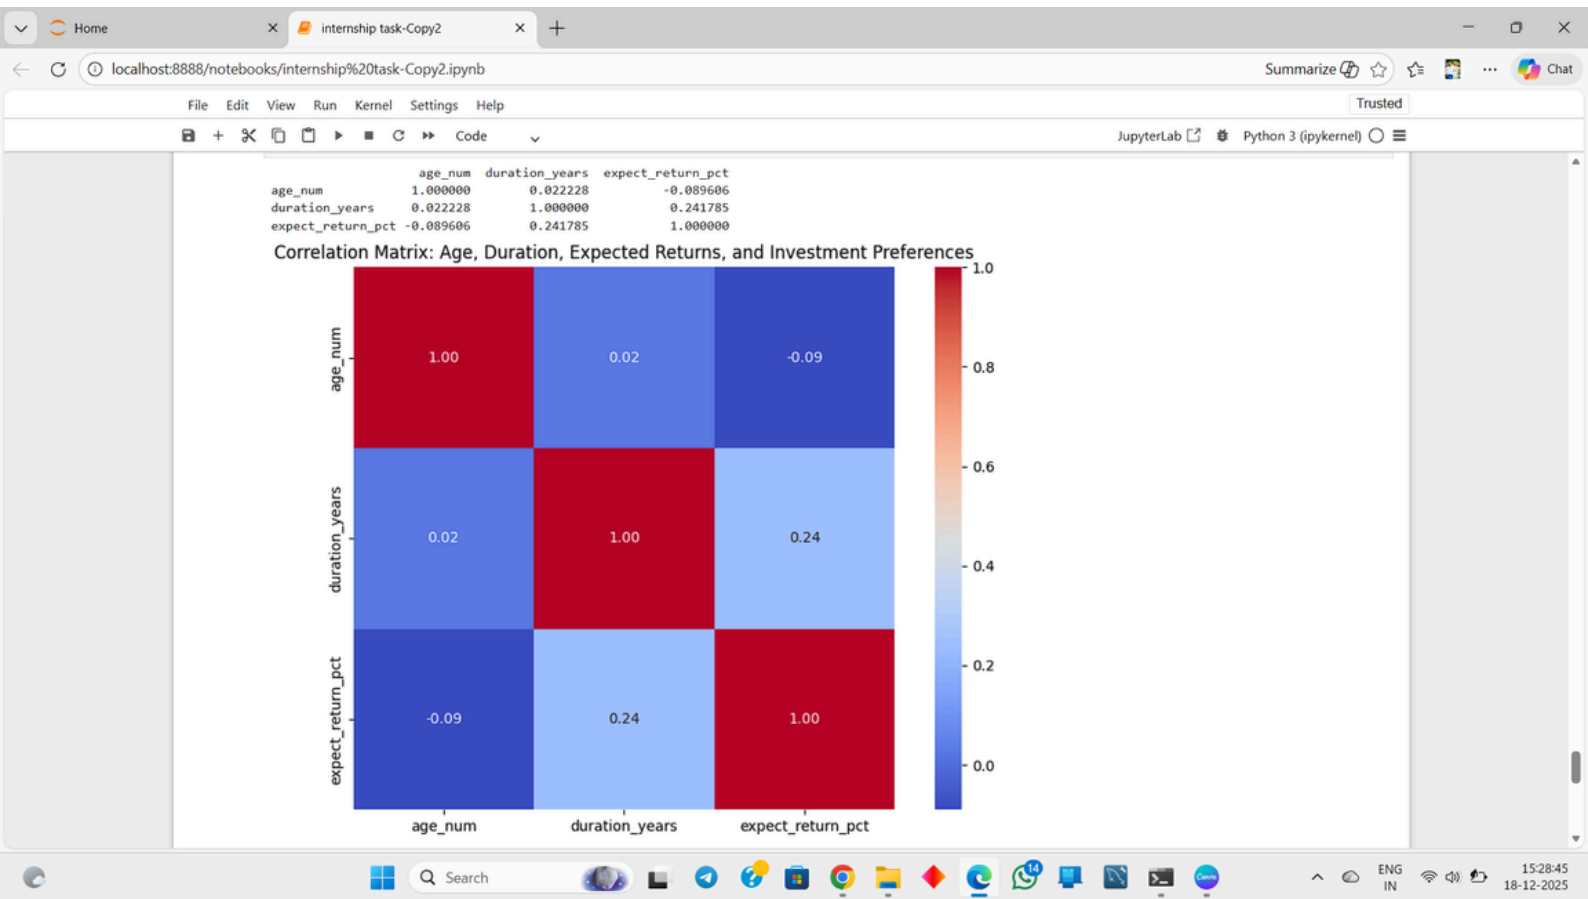 Home
internship task-Copy2
localhost:8888/notebooks/internship%20task-Copy2.ipynb
Summarize
Chat
File Edit View Run Kernel Settings Help
Trusted
Code
JupyterLab
Python 3 (ipykernel)
age_num duration_years expect_return_pct
age_num 1.000000 0.022228 -0.089606
duration_years 0.022228 1.000000 0.241785
expect_return_pct -0.089606 0.241785 1.000000
Correlation Matrix: Age, Duration, Expected Returns, and Investment Preferences
age_num
1.00 0.02 -0.09
duration_years
0.02 1.00 0.24
expect_return_pct
-0.09 0.24 1.00
age_num duration_years expect_return_pct
1.0
0.8
0.6
0.4
0.2
0.0
Search
14
Canva
ENG
IN
15:28:45
18-12-2025